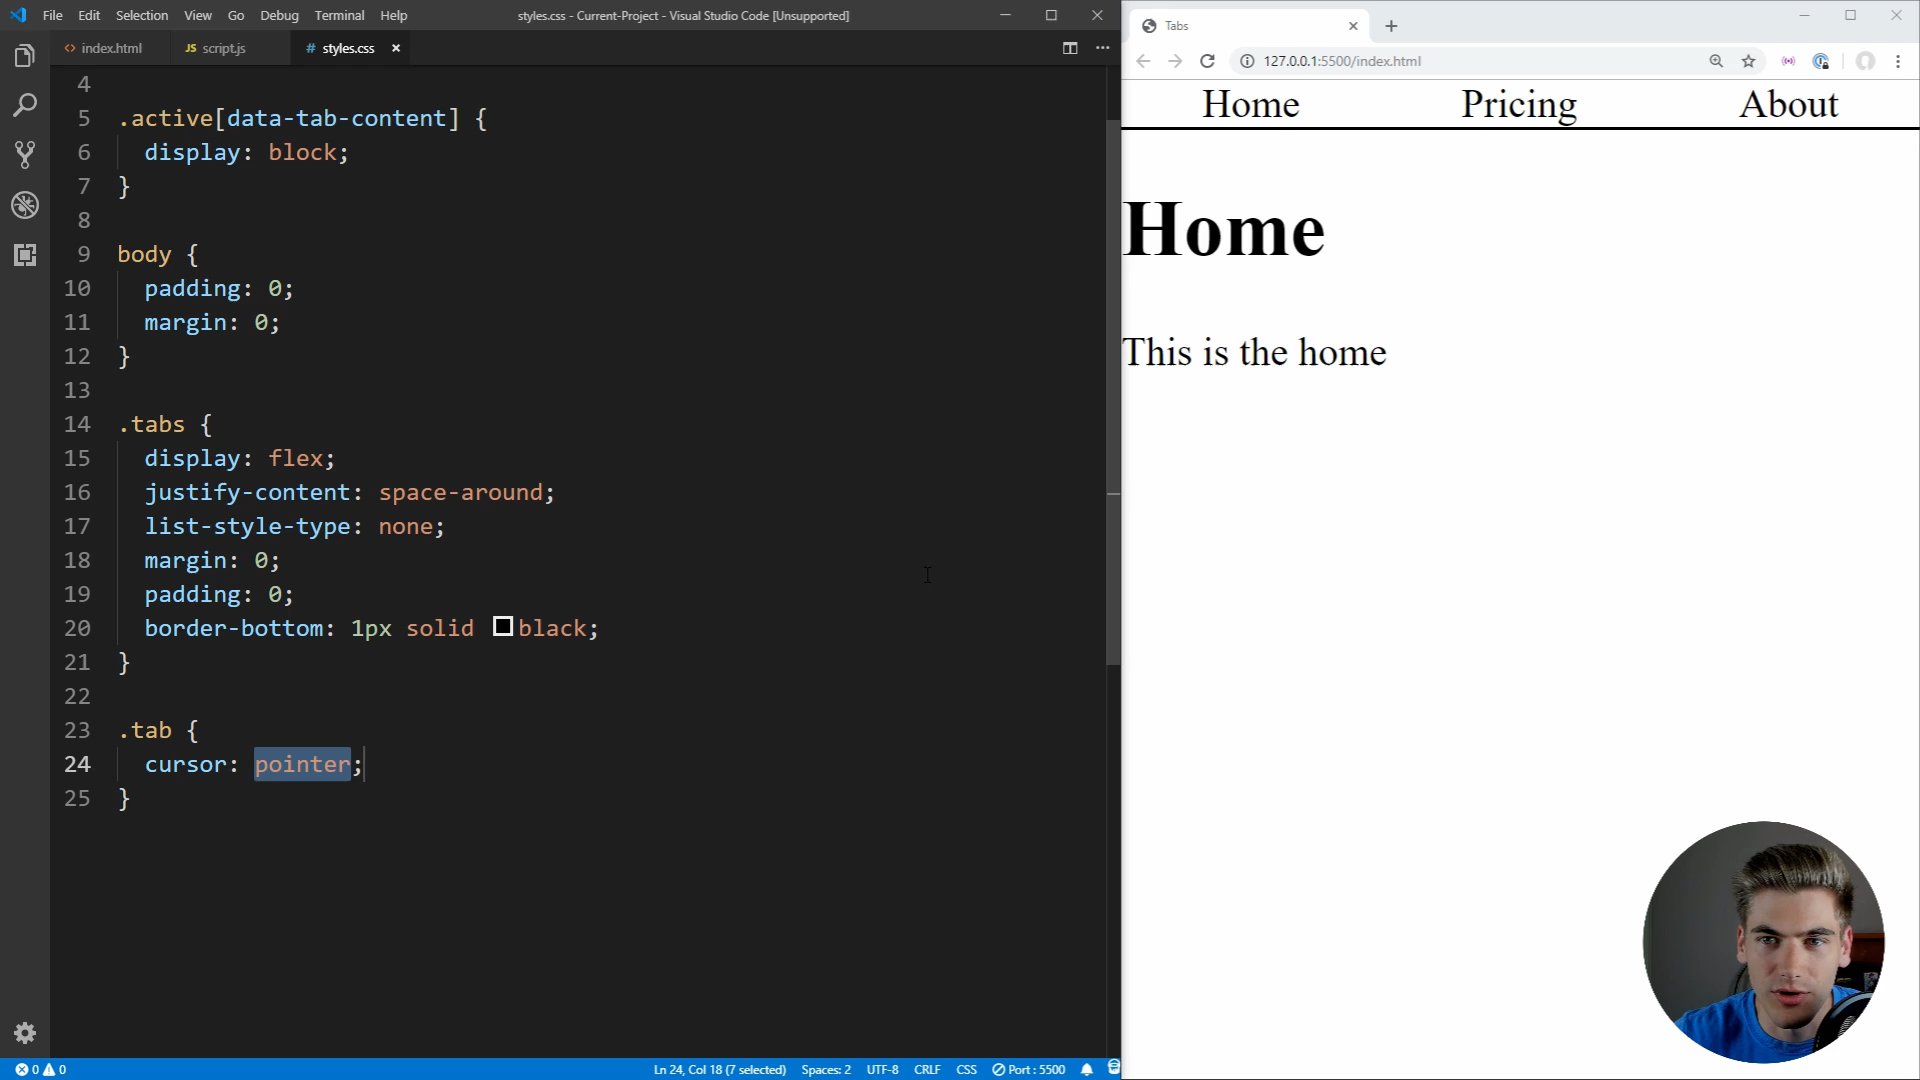 File Edit Selection View Go Debug Terminal Help
styles.css - Current-Project - Visual Studio Code [Unsupported]
<> index.html JS script.js # styles.css
4
5 .active[data-tab-content] {
6 display: block;
7 }
8
9 body {
10 padding: 0;
11 margin: 0;
12 }
13
14 .tabs {
15 display: flex;
16 justify-content: space-around;
17 list-style-type: none;
18 margin: 0;
19 padding: 0;
20 border-bottom: 1px solid black;
21 }
22
23 .tab {
24 cursor: pointer;
25 }
0 0
Ln 24, Col 18 (7 selected) Spaces: 2 UTF-8 CRLF CSS Port : 5500
Tabs
127.0.0.1:5500/index.html
Home Pricing About
Home
This is the home